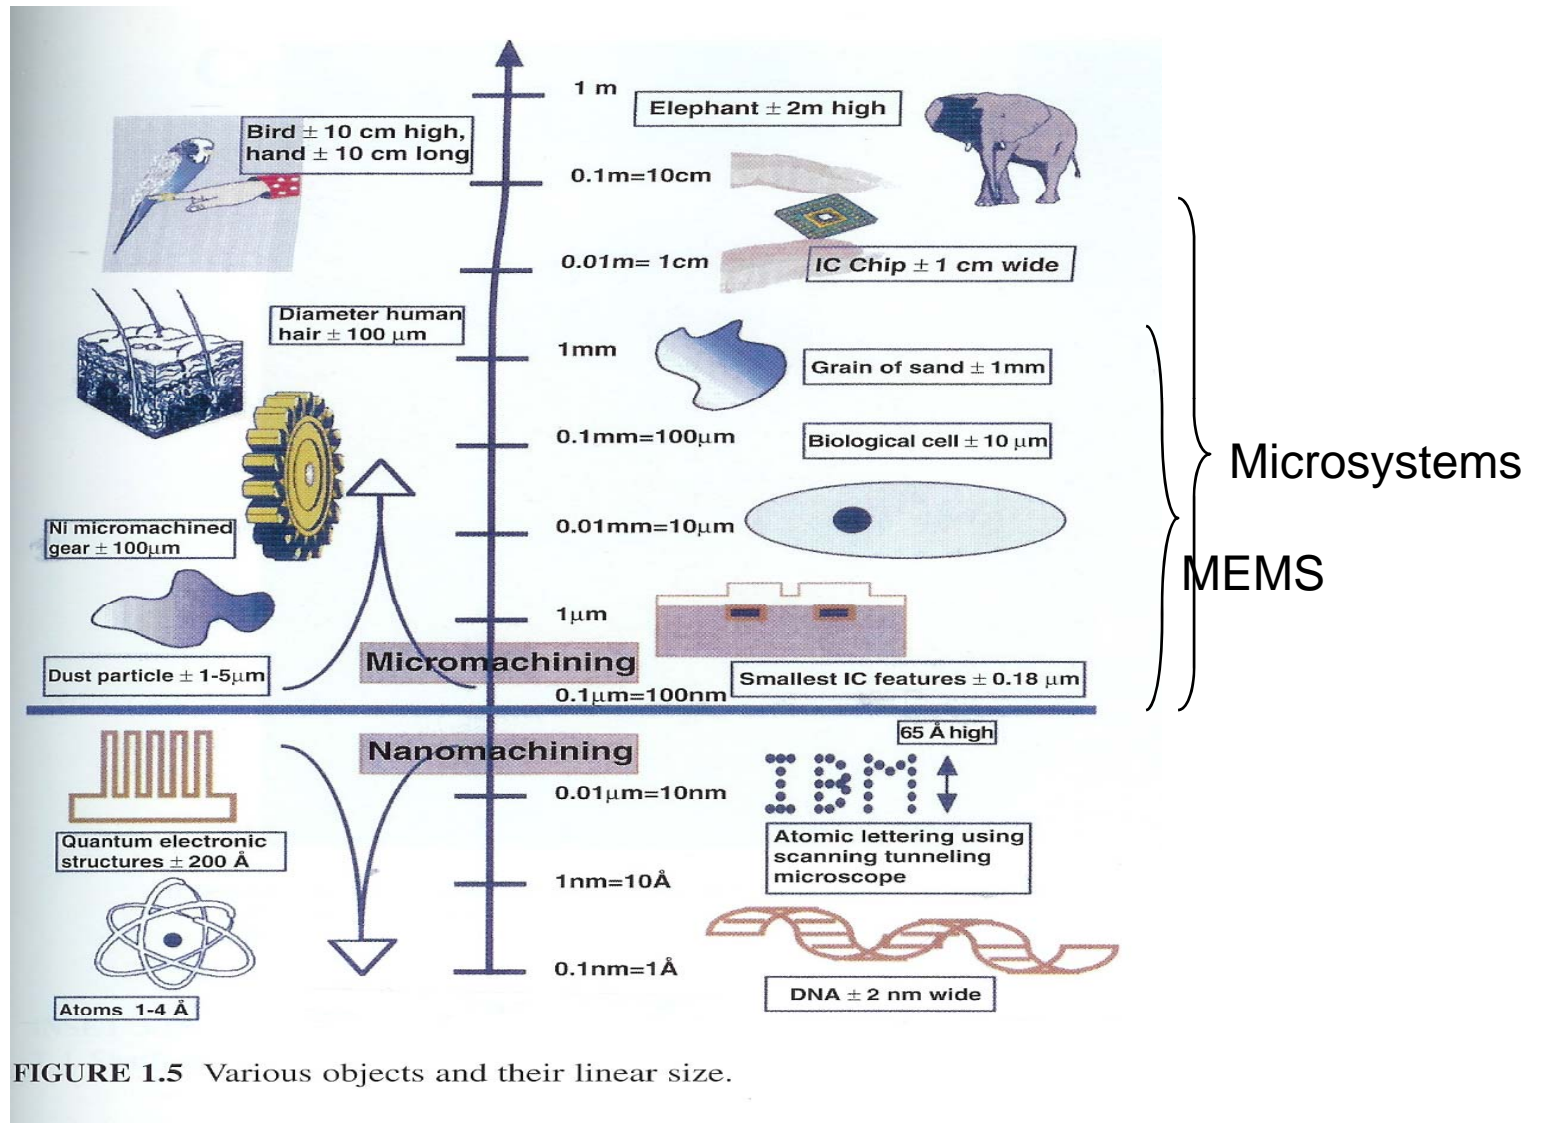 1 m
Elephant ± 2m high
Bird ± 10 cm high,
hand ± 10 cm long
0.1m=10cm
0.01m= 1cm
IC Chip ± 1 cm wide
Diameter human
hair ± 100 μm
1mm
Grain of sand ± 1mm
0.1mm=100μm
Biological cell ± 10 μm
Microsystems
Ni micromachined
gear ± 100μm
0.01mm=10μm
MEMS
1μm
Micromachining
Dust particle ± 1-5μm
Smallest IC features ± 0.18 μm
0.1μm=100nm
65 Å high
Nanomachining
IBM
0.01μm=10nm
Quantum electronic
structures ± 200 Å
Atomic lettering using
scanning tunneling
microscope
1nm=10Å
0.1nm=1Å
DNA ± 2 nm wide
Atoms 1-4 Å
FIGURE 1.5 Various objects and their linear size.